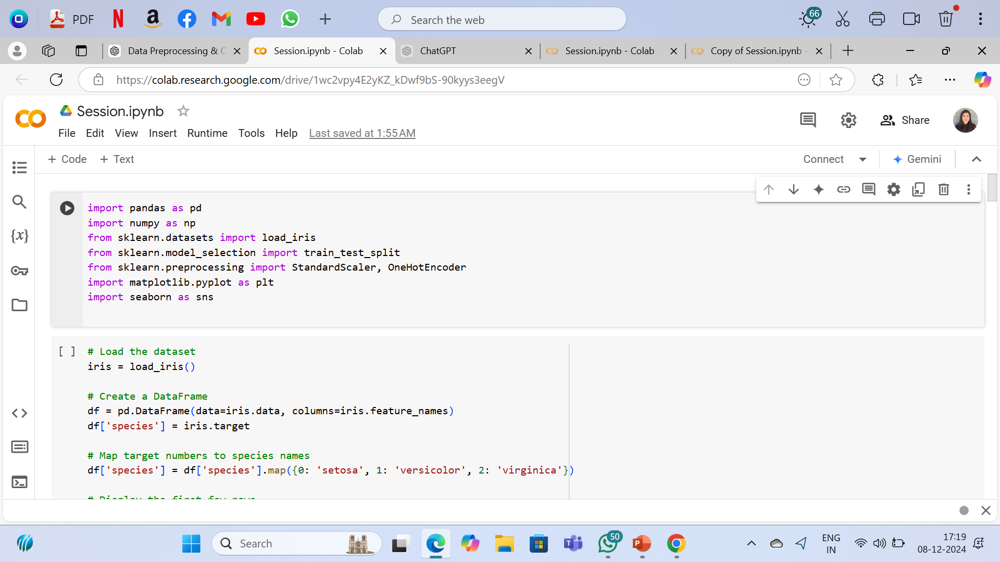 PDF
Search the web
66
Data Preprocessing & C
Session.ipynb - Colab
ChatGPT
Session.ipynb - Colab
Copy of Session.ipynb -
https://colab.research.google.com/drive/1wc2vpy4E2yKZ_kDwf9bS-90kyys3eegV
Session.ipynb
Share
File Edit View Insert Runtime Tools Help Last saved at 1:55 AM
+ Code + Text
Connect
Gemini
import pandas as pd
import numpy as np
from sklearn.datasets import load_iris
from sklearn.model_selection import train_test_split
from sklearn.preprocessing import StandardScaler, OneHotEncoder
import matplotlib.pyplot as plt
import seaborn as sns
[ ] # Load the dataset
iris = load_iris()
# Create a DataFrame
df = pd.DataFrame(data=iris.data, columns=iris.feature_names)
df['species'] = iris.target
# Map target numbers to species names
df['species'] = df['species'].map({0: 'setosa', 1: 'versicolor', 2: 'virginica'})
# Display the first few rows
Search
50
ENG
IN
17:19
08-12-2024